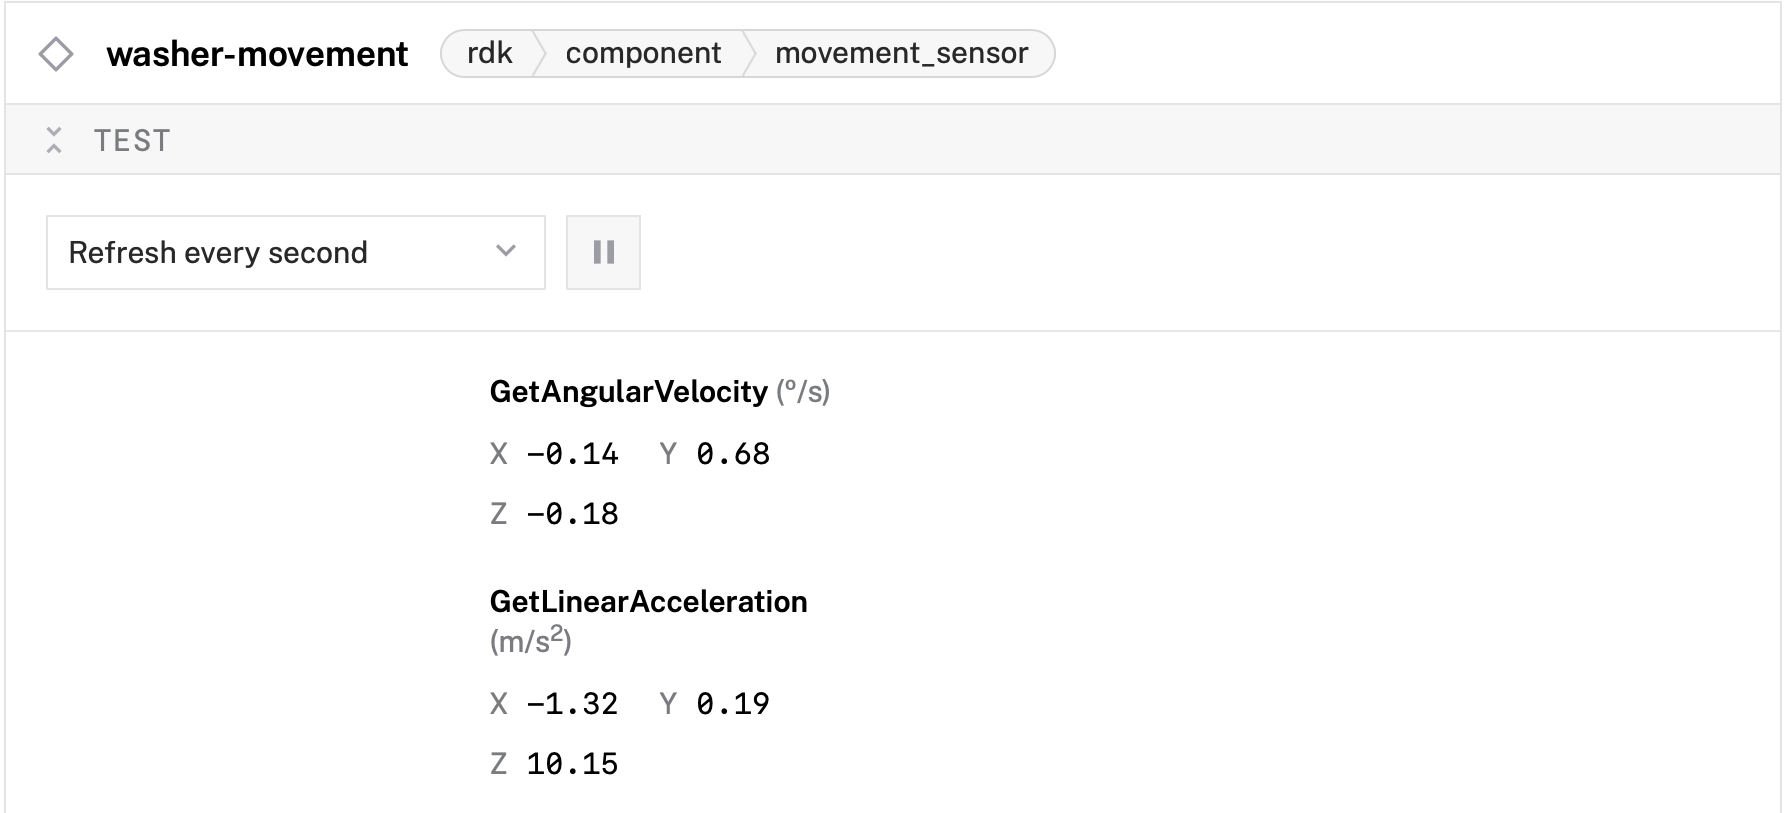 washer-movement rdk component movement_sensor
TEST
Refresh every second
GetAngularVelocity (º/s)
X −0.14 Y 0.68
Z −0.18
GetLinearAcceleration
(m/s²)
X −1.32 Y 0.19
Z 10.15